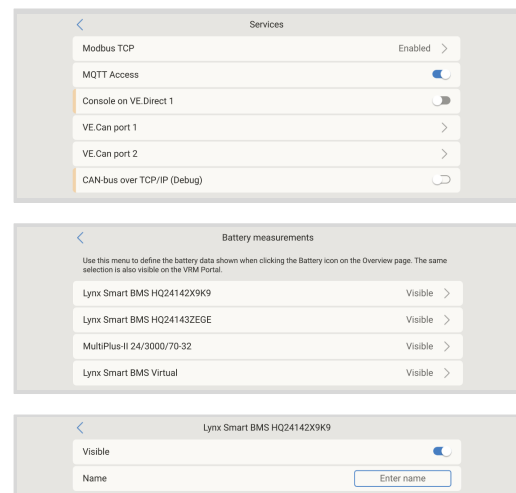 Services
Modbus TCP Enabled
MQTT Access
Console on VE.Direct 1
VE.Can port 1
VE.Can port 2
CAN-bus over TCP/IP (Debug)
Battery measurements
Use this menu to define the battery data shown when clicking the Battery icon on the Overview page. The same
selection is also visible on the VRM Portal.
Lynx Smart BMS HQ24142X9K9 Visible
Lynx Smart BMS HQ24143ZEGE Visible
MultiPlus-II 24/3000/70-32 Visible
Lynx Smart BMS Virtual Visible
Lynx Smart BMS HQ24142X9K9
Visible
Name Enter name